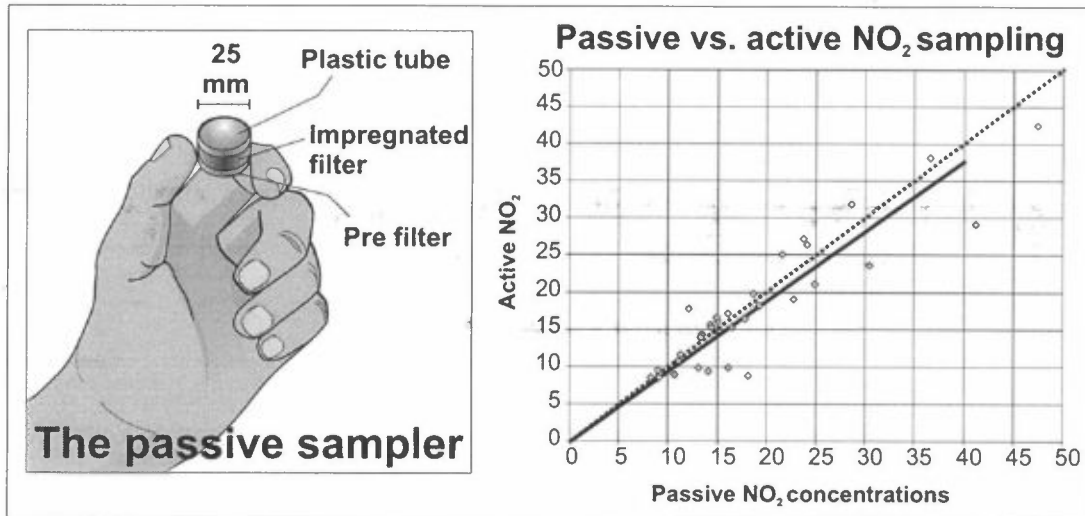 25
mm
Plastic tube
Impregnated
filter
Pre filter
The passive sampler
Passive vs. active NO₂ sampling
Active NO₂
50
45
40
35
30
25
20
15
10
5
0
0 5 10 15 20 25 30 35 40 45 50
Passive NO₂ concentrations